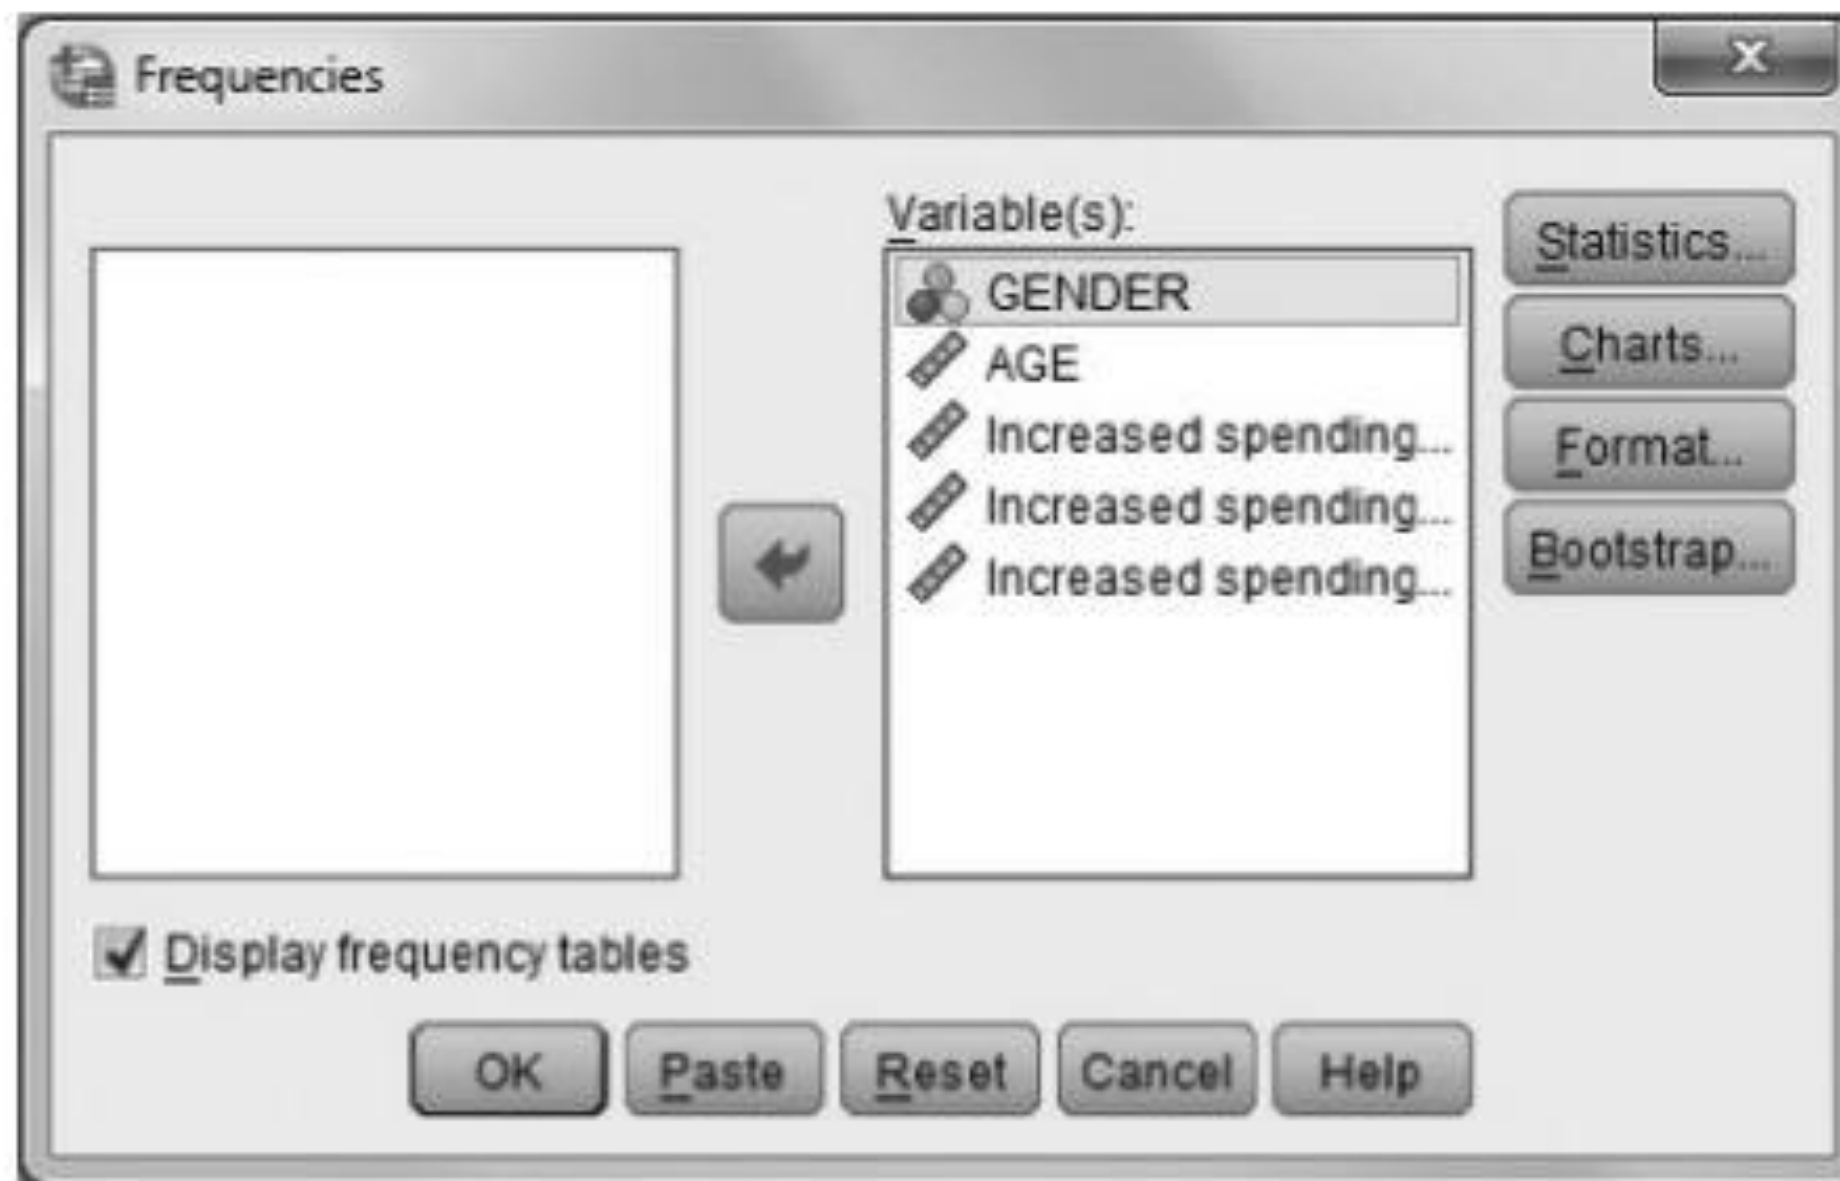 Frequencies
Variable(s):
GENDER
AGE
Increased spending...
Increased spending...
Increased spending...
Statistics...
Charts...
Format...
Bootstrap...
Display frequency tables
OK
Paste
Reset
Cancel
Help